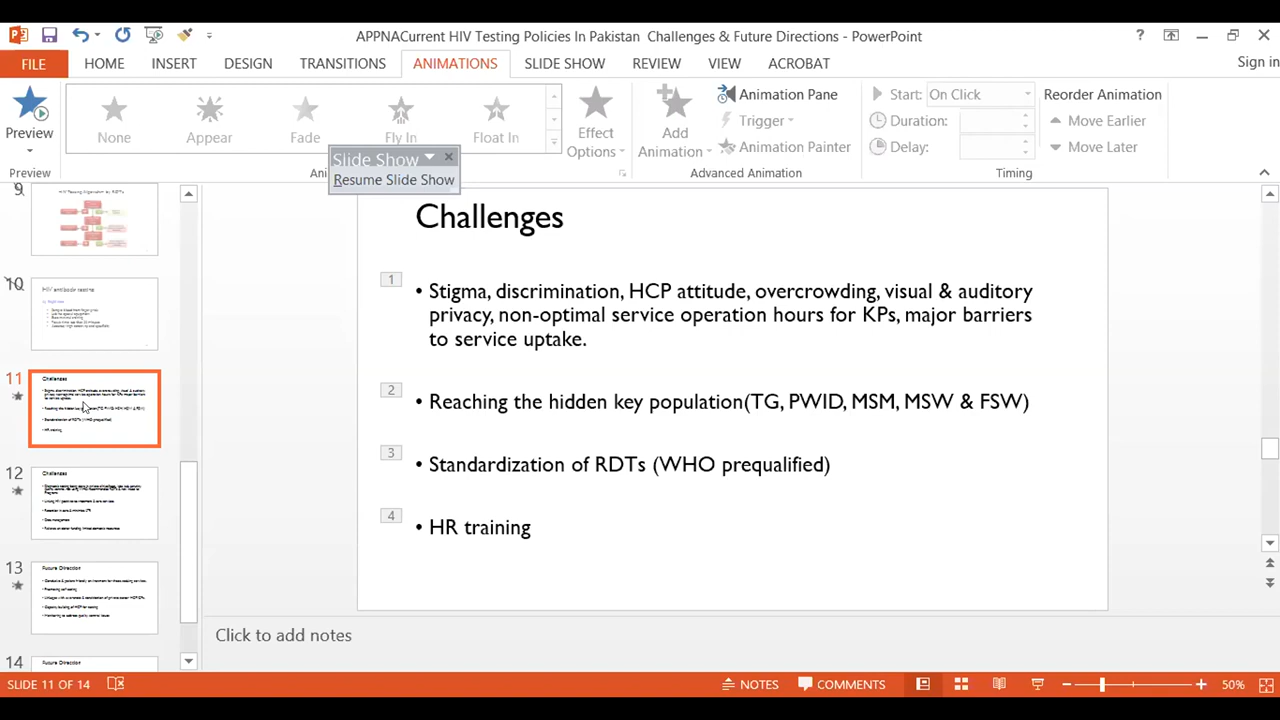 APPNACurrent HIV Testing Policies In Pakistan Challenges & Future Directions - PowerPoint
Sign in
FILE HOME INSERT DESIGN TRANSITIONS ANIMATIONS SLIDE SHOW REVIEW VIEW ACROBAT
Preview
None Appear Fade Fly In Float In
Effect Options
Add Animation
Animation Pane
Trigger
Animation Painter
Start: On Click
Duration:
Delay:
Reorder Animation
Move Earlier
Move Later
Preview
Advanced Animation
Timing
Slide Show
Resume Slide Show
9
10
11
Challenges
12
Challenges
13
Future Direction
14
Future Direction
Challenges
1
• Stigma, discrimination, HCP attitude, overcrowding, visual & auditory
privacy, non-optimal service operation hours for KPs, major barriers
to service uptake.
2
• Reaching the hidden key population(TG, PWID, MSM, MSW & FSW)
3
• Standardization of RDTs (WHO prequalified)
4
• HR training
Click to add notes
SLIDE 11 OF 14
NOTES
COMMENTS
50%